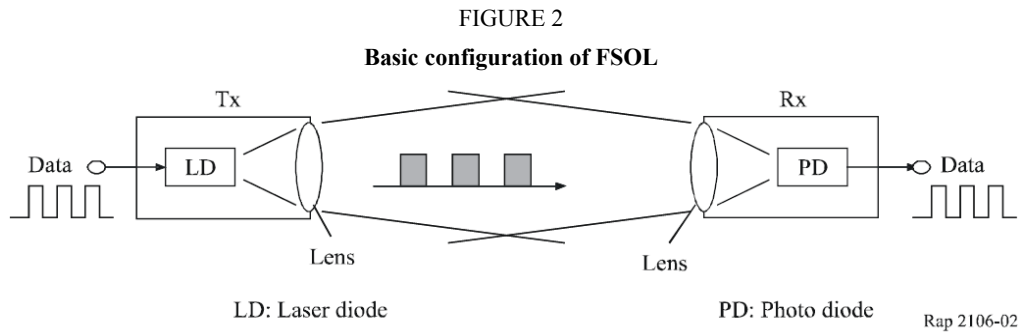 FIGURE 2
Basic configuration of FSOL
Tx
Rx
Data
LD
PD
Data
Lens
Lens
LD: Laser diode
PD: Photo diode
Rap 2106-02